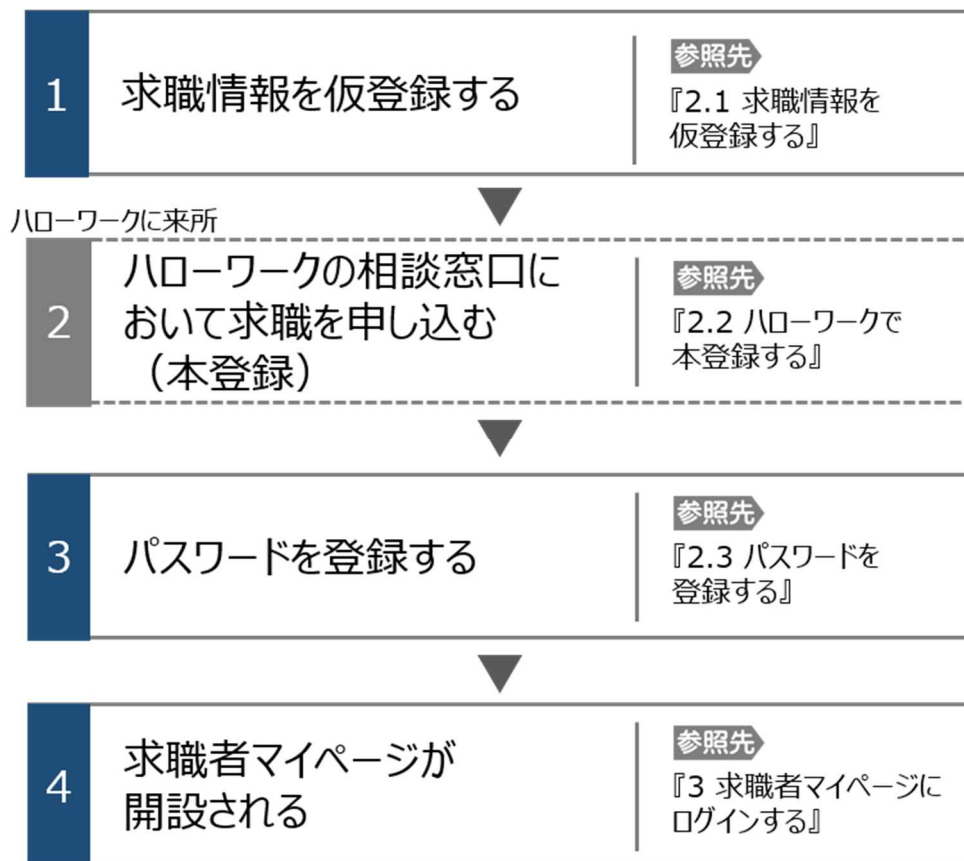 1
求職情報を仮登録する
参照先
『2.1 求職情報を
仮登録する』
ハローワークに来所
2
ハローワークの相談窓口に
おいて求職を申し込む
（本登録）
参照先
『2.2 ハローワークで
本登録する』
3
パスワードを登録する
参照先
『2.3 パスワードを
登録する』
4
求職者マイページが
開設される
参照先
『3 求職者マイページに
ログインする』